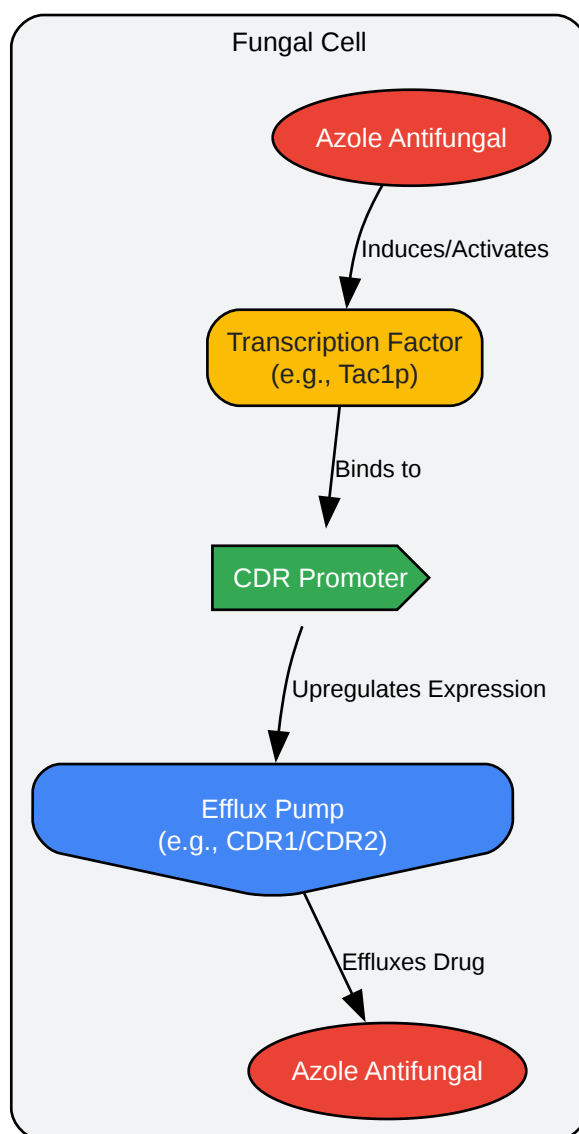 Fungal Cell
Azole Antifungal
Induces/Activates
Transcription Factor
(e.g., Tac1p)
Binds to
CDR Promoter
Upregulates Expression
Efflux Pump
(e.g., CDR1/CDR2)
Effluxes Drug
Azole Antifungal